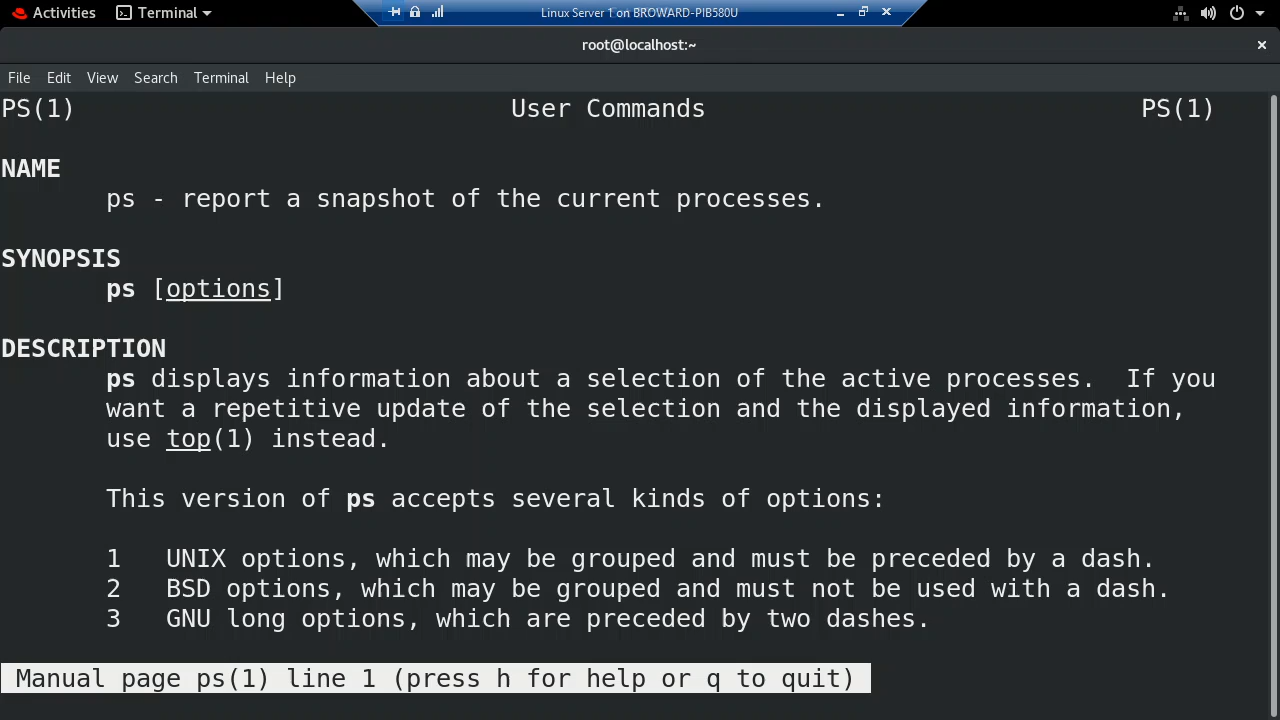 Activities Terminal Linux Server 1 on BROWARD-PIB580U
root@localhost:~
File Edit View Search Terminal Help
PS(1) User Commands PS(1)
NAME
ps - report a snapshot of the current processes.
SYNOPSIS
ps [options]
DESCRIPTION
ps displays information about a selection of the active processes. If you
want a repetitive update of the selection and the displayed information,
use top(1) instead.
This version of ps accepts several kinds of options:
1 UNIX options, which may be grouped and must be preceded by a dash.
2 BSD options, which may be grouped and must not be used with a dash.
3 GNU long options, which are preceded by two dashes.
Manual page ps(1) line 1 (press h for help or q to quit)